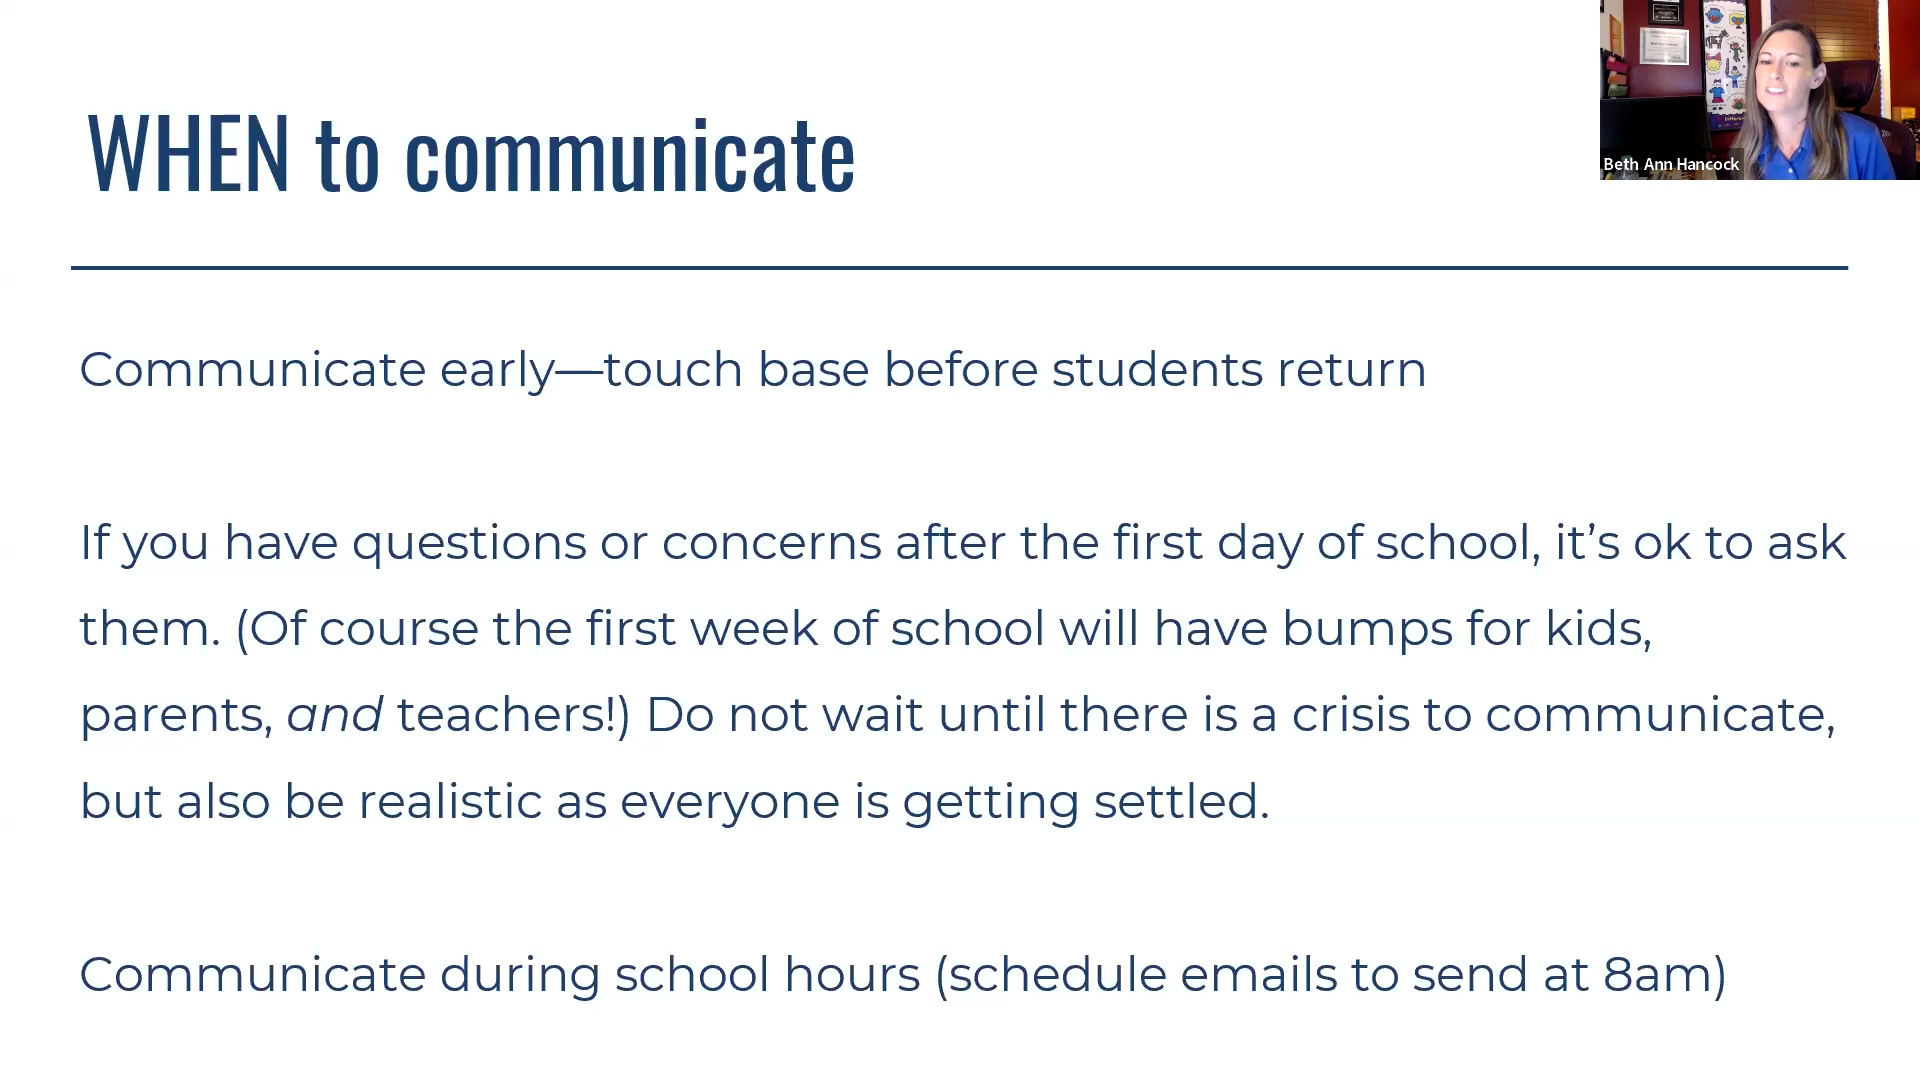 WHEN to communicate
Beth Ann Hancock
Communicate early—touch base before students return
If you have questions or concerns after the first day of school, it’s ok to ask
them. (Of course the first week of school will have bumps for kids,
parents, and teachers!) Do not wait until there is a crisis to communicate,
but also be realistic as everyone is getting settled.
Communicate during school hours (schedule emails to send at 8am)